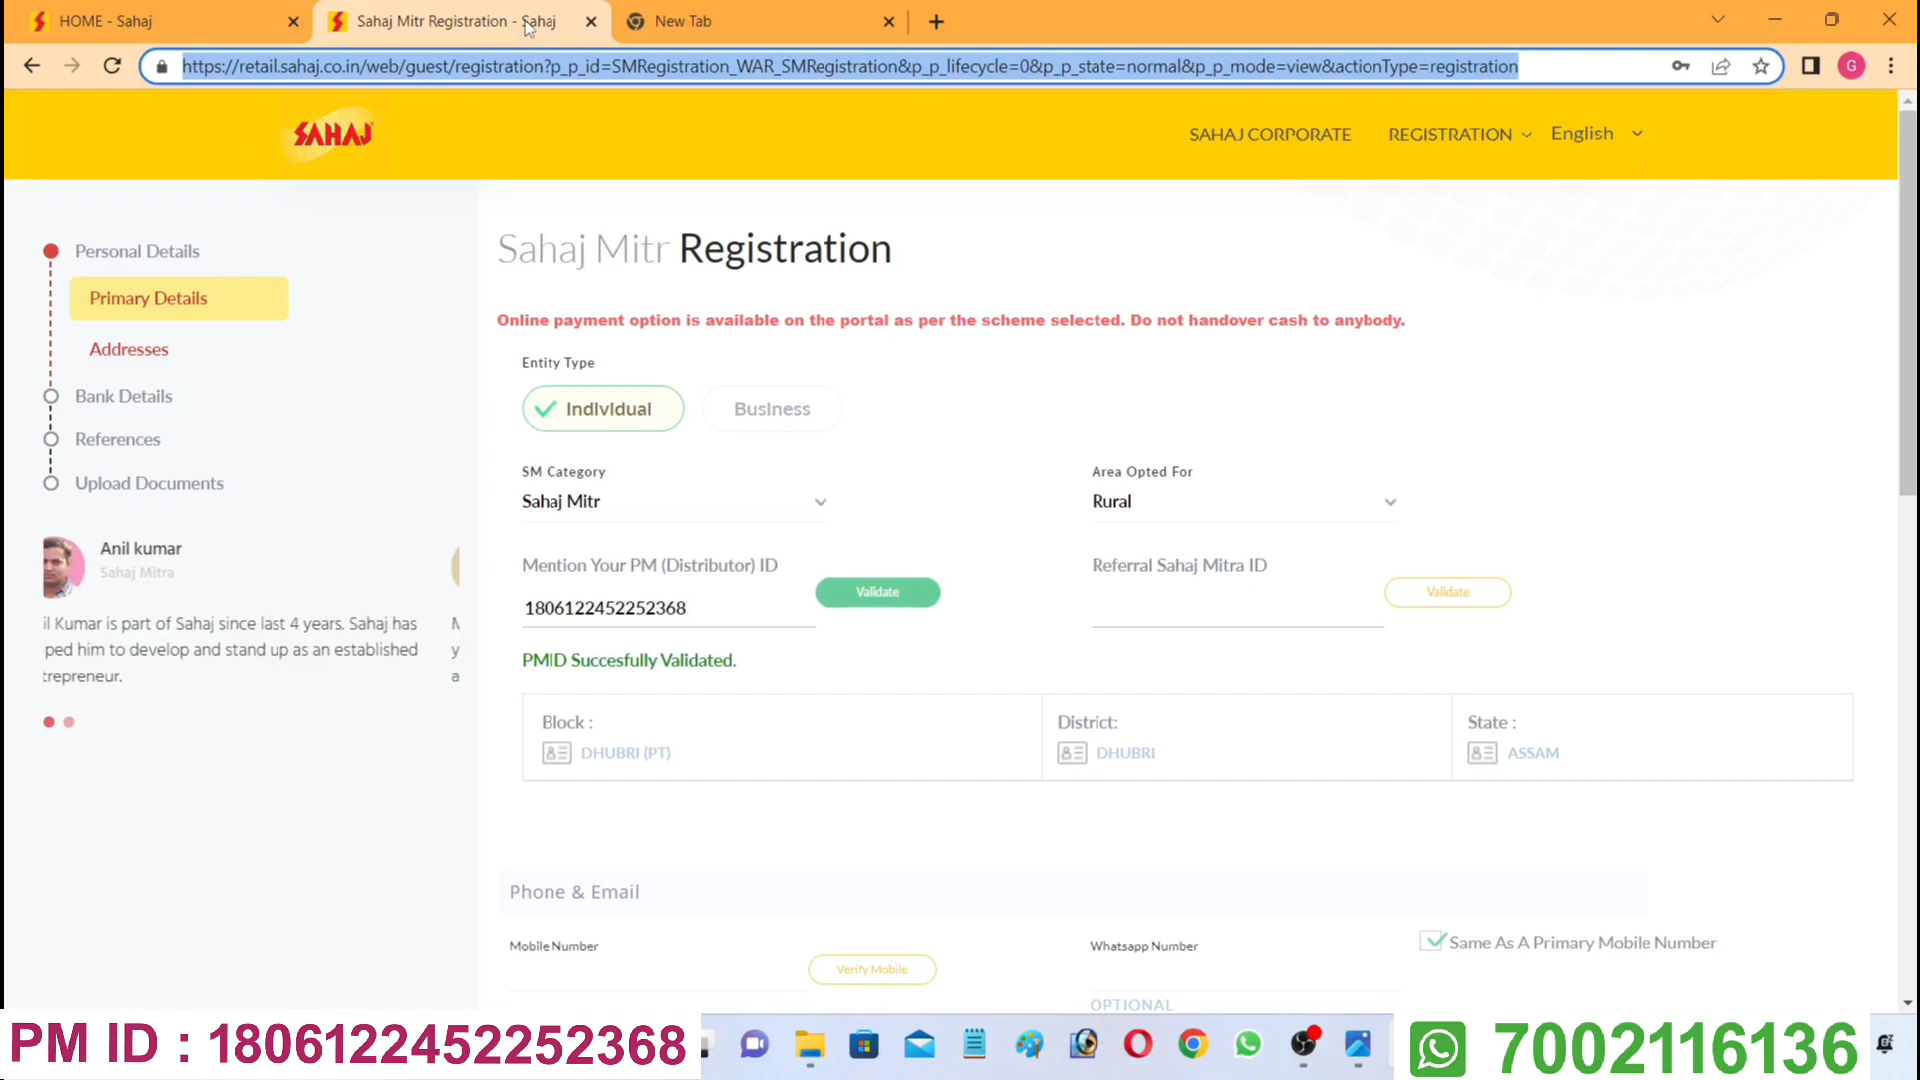 HOME - Sahaj
Sahaj Mitr Registration - Sahaj
New Tab
https://retail.sahaj.co.in/web/guest/registration?p_p_id=SMRegistration_WAR_SMRegistration&p_p_lifecycle=0&p_p_state=normal&p_p_mode=view&actionType=registration
G
SAHAJ
SAHAJ CORPORATE
REGISTRATION
English
Personal Details
Primary Details
Addresses
Bank Details
References
Upload Documents
Anil kumar
Sahaj Mitra
il Kumar is part of Sahaj since last 4 years. Sahaj has
ped him to develop and stand up as an established
trepreneur.
M
y
a
Sahaj Mitr Registration
Online payment option is available on the portal as per the scheme selected. Do not handover cash to anybody.
Entity Type
Individual
Business
SM Category
Sahaj Mitr
Area Opted For
Rural
Mention Your PM (Distributor) ID
1806122452252368
Validate
Referral Sahaj Mitra ID
Validate
PMID Succesfully Validated.
Block :
DHUBRI (PT)
District:
DHUBRI
State :
ASSAM
Phone & Email
Mobile Number
Verify Mobile
Whatsapp Number
Same As A Primary Mobile Number
OPTIONAL
PM ID : 1806122452252368
7002116136